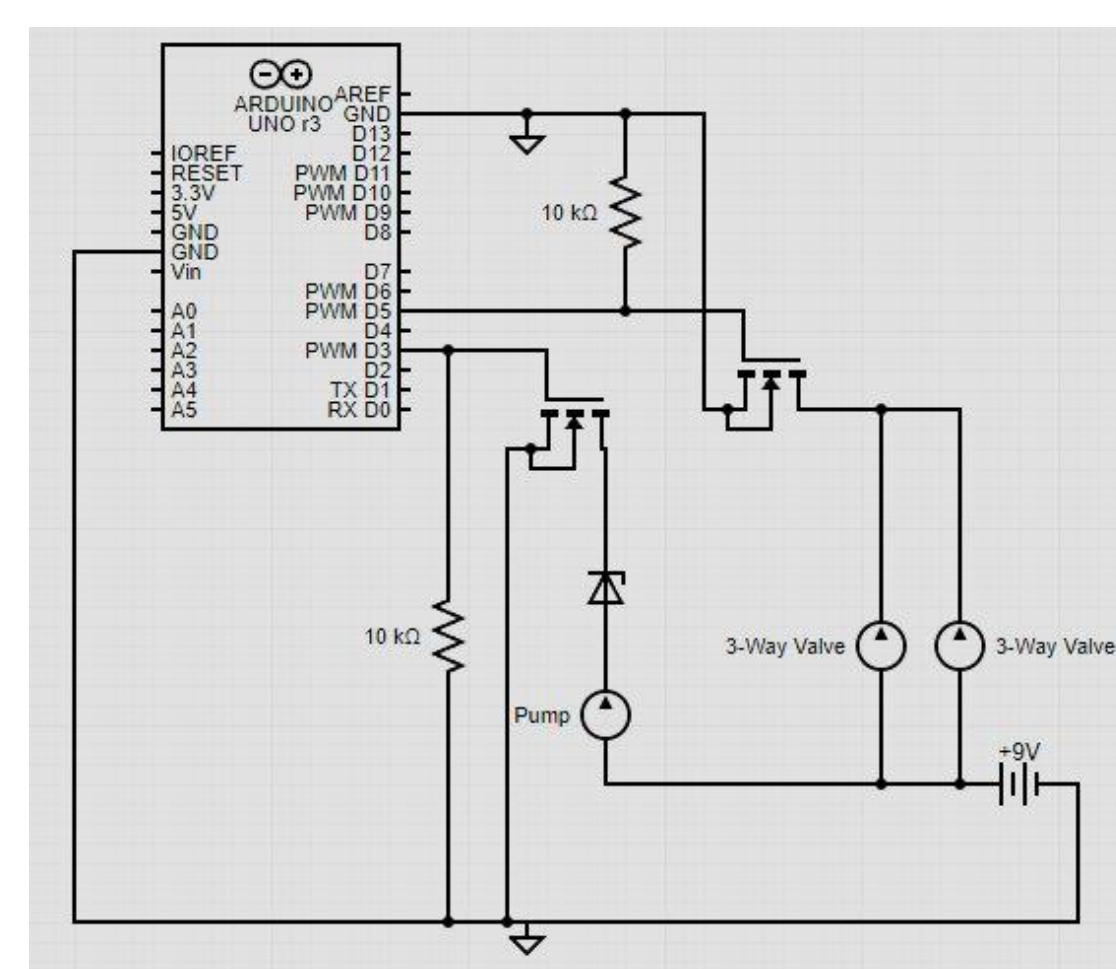 ARDUINO
UNO r3
AREF
GND
D13
D12
PWM D11
PWM D10
PWM D9
D8
D7
PWM D6
PWM D5
D4
PWM D3
D2
TX D1
RX D0
IOREF
RESET
3.3V
5V
GND
GND
Vin
A0
A1
A2
A3
A4
A5
10 kΩ
10 kΩ
Pump
3-Way Valve
3-Way Valve
+9V